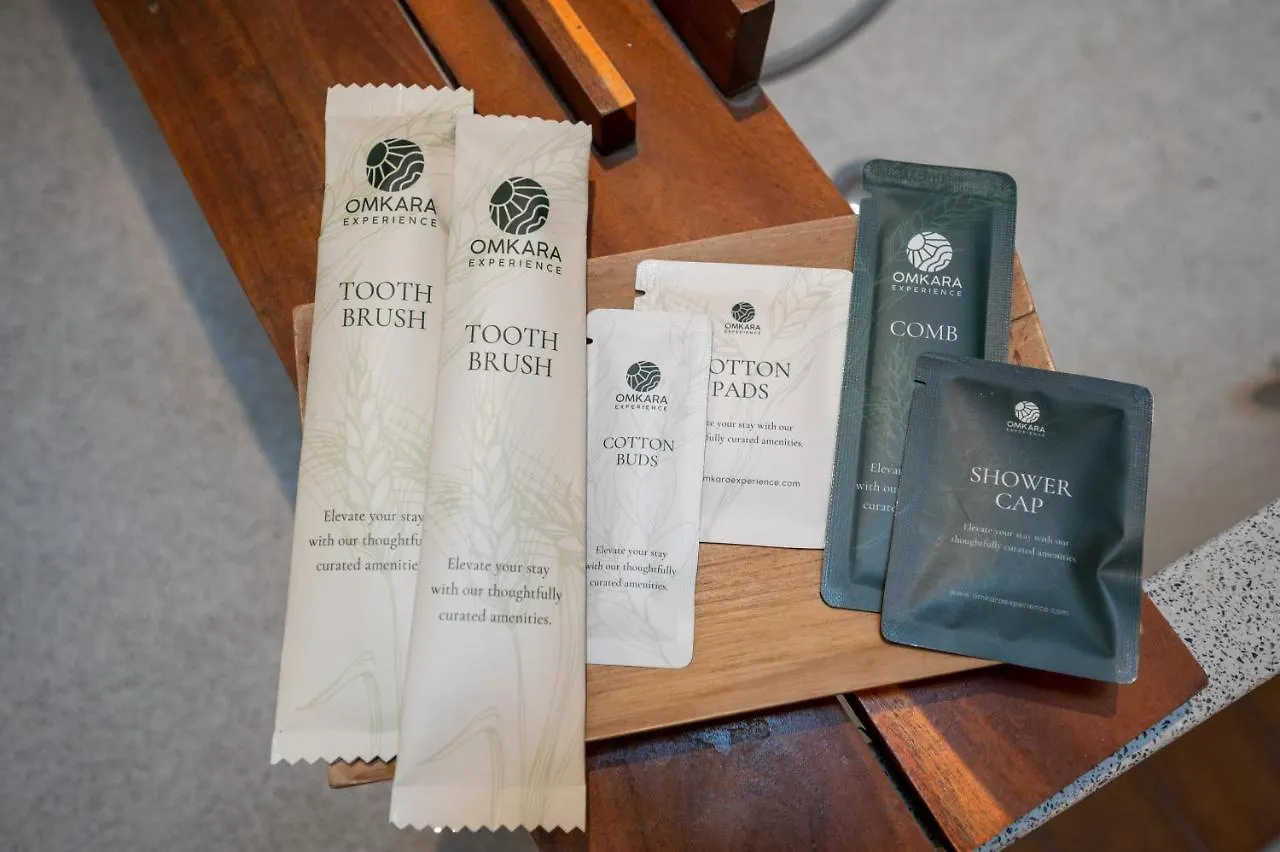 OMKARA
EXPERIENCE
TOOTH
BRUSH
Elevate your stay
with our
curated
OMKARA
EXPERIENCE
TOOTH
BRUSH
Elevate your stay
with our thoughtfully
curated amenities.
OMKARA
EXPERIENCE
COTTON
BUDS
Elevate your stay
with our thoughtfully
curated amenities.
OMKARA
EXPERIENCE
OTTON
PADS
your stay with our
fully curated amenities.
mkaraexperience.com
OMKARA
EXPERIENCE
COMB
with
OMKARA
EXPERIENCE
SHOWER
CAP
Elevate your stay with our
thoughtfully curated amenities.
www.omkaraexperience.com